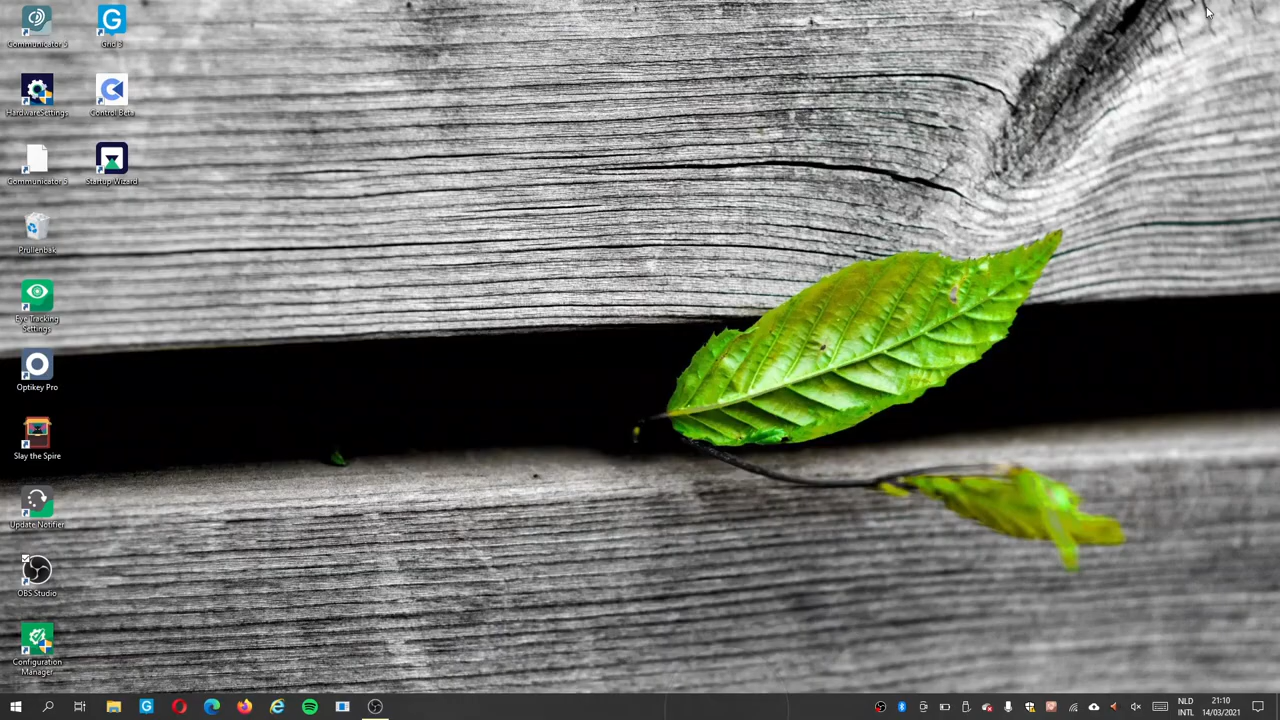 Communicator 5
Grid 3
HardwareSettings
Control Beta
Communicator 5
Startup Wizard
Prullenbak
Eye Tracking
Settings
Optikey Pro
Slay the Spire
Update Notifier
OBS Studio
Configuration
Manager
NLD
INTL
21:10
14/03/2021